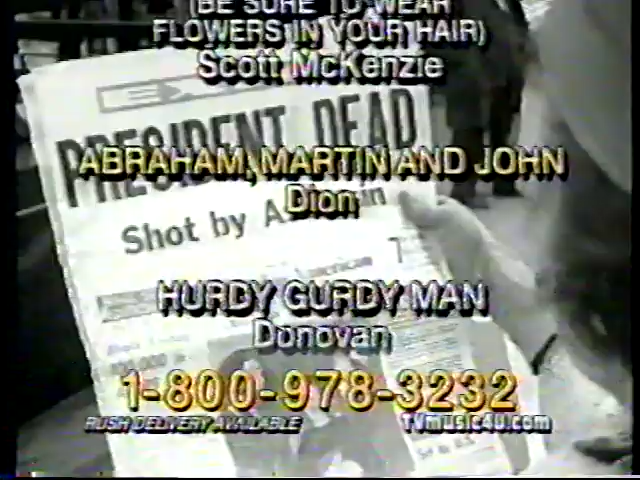 (BE SURE TO WEAR
FLOWERS IN YOUR HAIR)
Scott McKenzie
PRESIDENT DEAD
ABRAHAM, MARTIN AND JOHN
Dion
Shot by
HURDY GURDY MAN
Donovan
1-800-978-3232
RUSH DELIVERY AVAILABLE
TVmusic4U.com